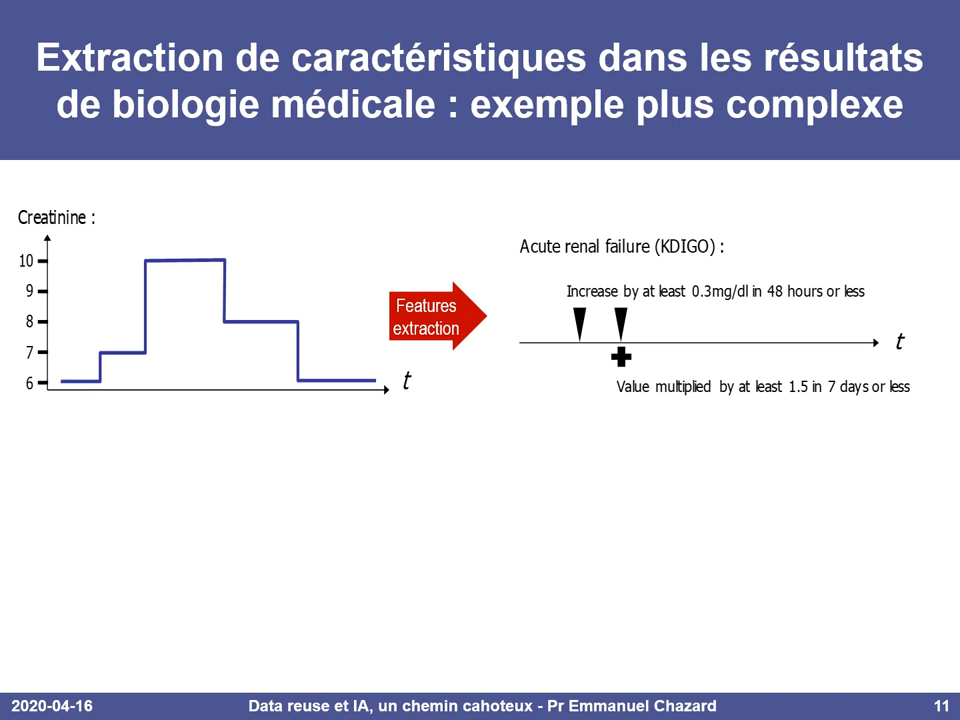 Extraction de caractéristiques dans les résultats
de biologie médicale : exemple plus complexe
Creatinine :
10
9
8
7
6
t
Features
extraction
Acute renal failure (KDIGO) :
Increase by at least 0.3mg/dl in 48 hours or less
t
Value multiplied by at least 1.5 in 7 days or less
2020-04-16
Data reuse et IA, un chemin cahoteux - Pr Emmanuel Chazard
11